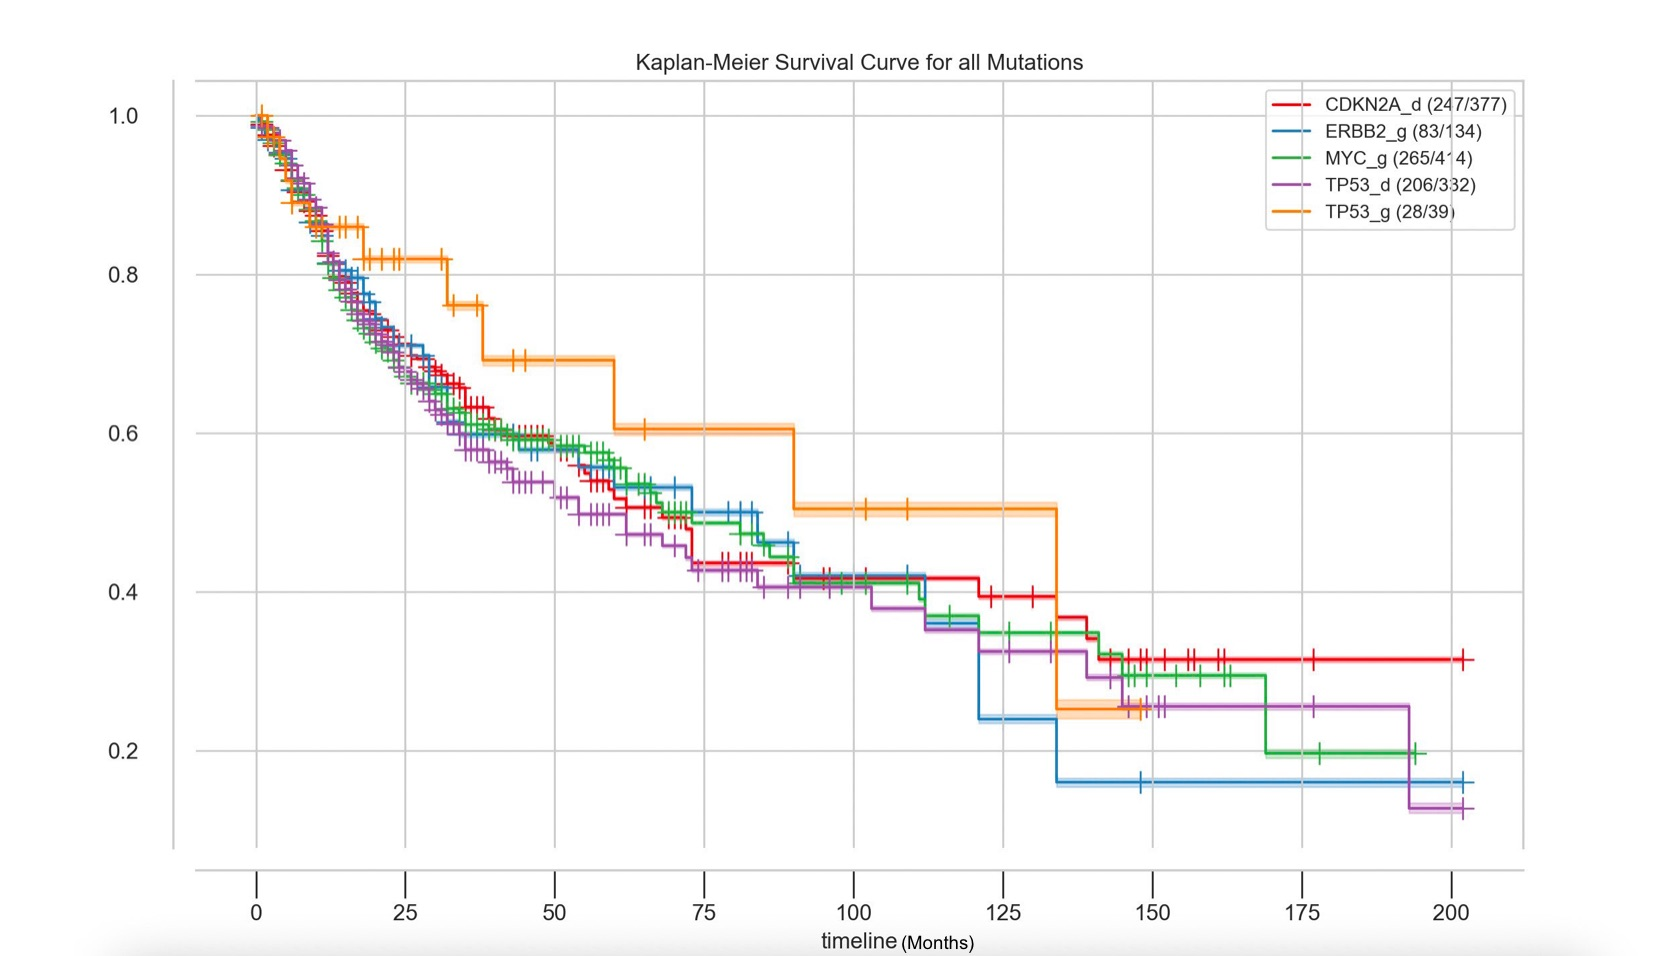 Kaplan-Meier Survival Curve for all Mutations
CDKN2A_d (247/377)
ERBB2_g (83/134)
MYC_g (265/414)
TP53_d (206/332)
TP53_g (28/39)
1.0
0.8
0.6
0.4
0.2
0 25 50 75 100 125 150 175 200
timeline (Months)